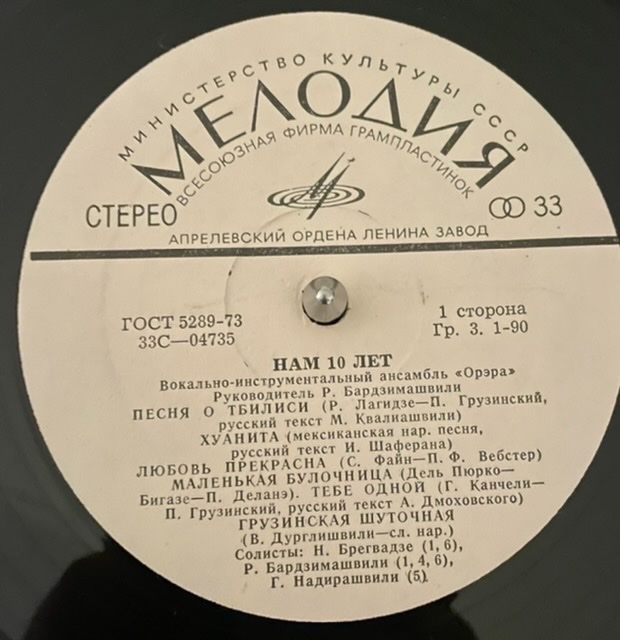 МИНИСТЕРСТВО КУЛЬТУРЫ СССР
МЕЛОДИЯ
ВСЕСОЮЗНАЯ ФИРМА ГРАМПЛАСТИНОК
СТЕРЕО
33
АПРЕЛЕВСКИЙ ОРДЕНА ЛЕНИНА ЗАВОД
ГОСТ 5289-73
33С—04735
1 сторона
Гр. 3. 1-90
НАМ 10 ЛЕТ
Вокально-инструментальный ансамбль «Орэра»
Руководитель Р. Бардзимашвили
ПЕСНЯ О ТБИЛИСИ (Р. Лагидзе—П. Грузинский,
русский текст М. Квалиашвили)
ХУАНИТА (мексиканская нар. песня,
русский текст И. Шаферана)
ЛЮБОВЬ ПРЕКРАСНА (С. Файн—П. Ф. Вебстер)
МАЛЕНЬКАЯ БУЛОЧНИЦА (Дель Пюрко—
Бигазе—П. Деланэ). ТЕБЕ ОДНОЙ (Г. Канчели—
П. Грузинский, русский текст А. Дмоховского)
ГРУЗИНСКАЯ ШУТОЧНАЯ
(В. Дурглишвили—сл. нар.)
Солисты: Н. Брегвадзе (1, 6),
Р. Бардзимашвили (1, 4, 6),
Г. Надирашвили (5)